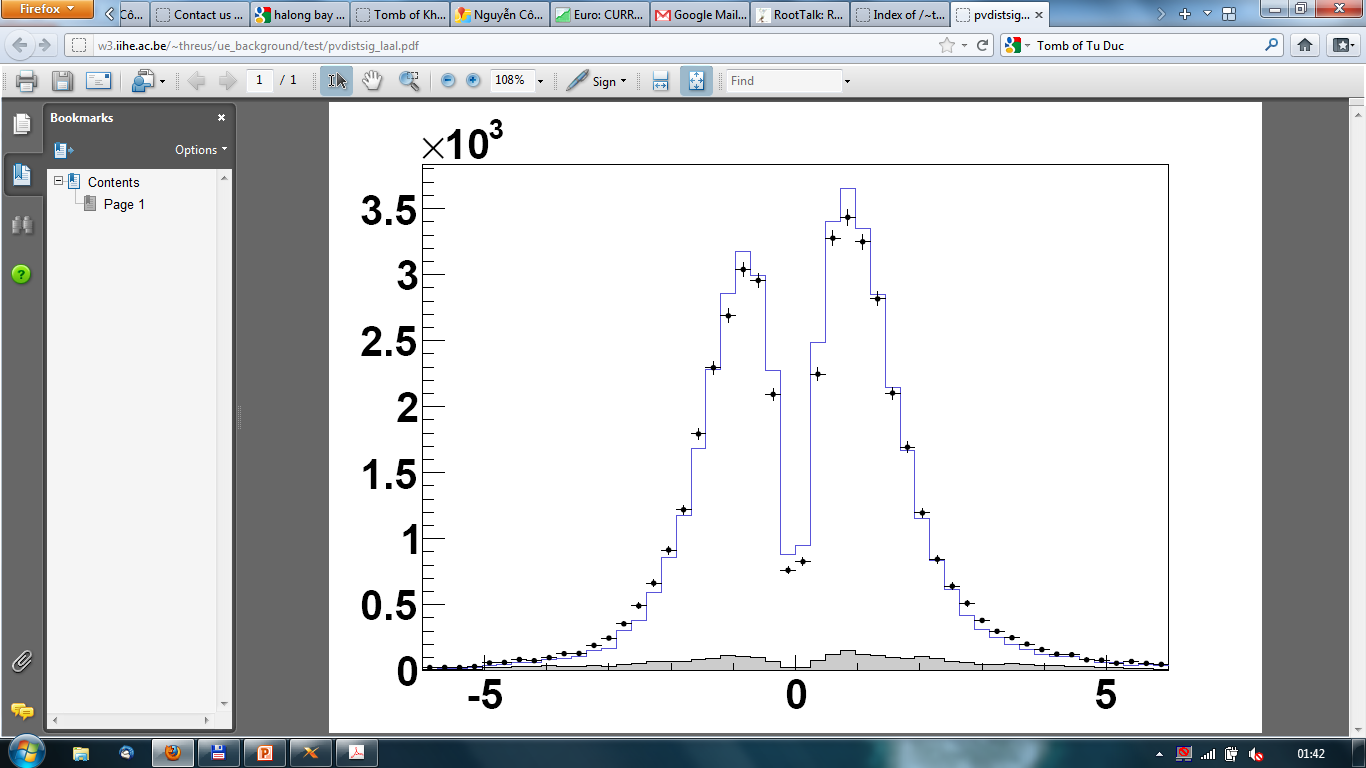 Firefox
Cô... Contact us ... halong bay ... Tomb of Kh... Nguyễn Cô... Euro: CURR... Google Mail... RootTalk: R... Index of /~t... pvdistsig_...
w3.iihe.ac.be/~threus/ue_background/test/pvdistsig_laal.pdf
Tomb of Tu Duc
1 / 1 108% Sign Find
Bookmarks
Options
Contents
Page 1
×10³
3.5
3
2.5
2
1.5
1
0.5
0
-5 0 5
01:42